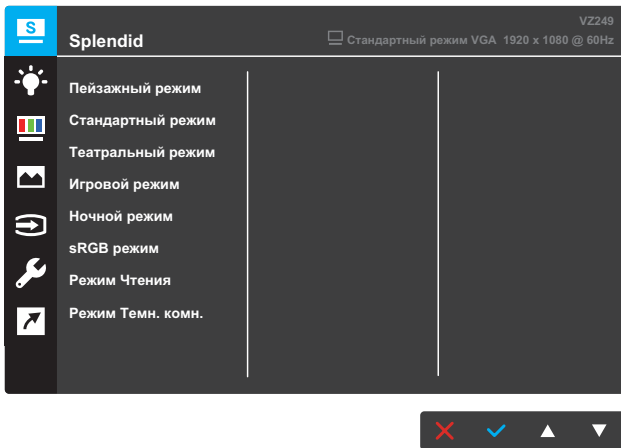 VZ249
S
Splendid
Стандартный режим VGA 1920 x 1080 @ 60Hz
Пейзажный режим
Стандартный режим
Театральный режим
Игровой режим
Ночной режим
sRGB режим
Режим Чтения
Режим Темн. комн.